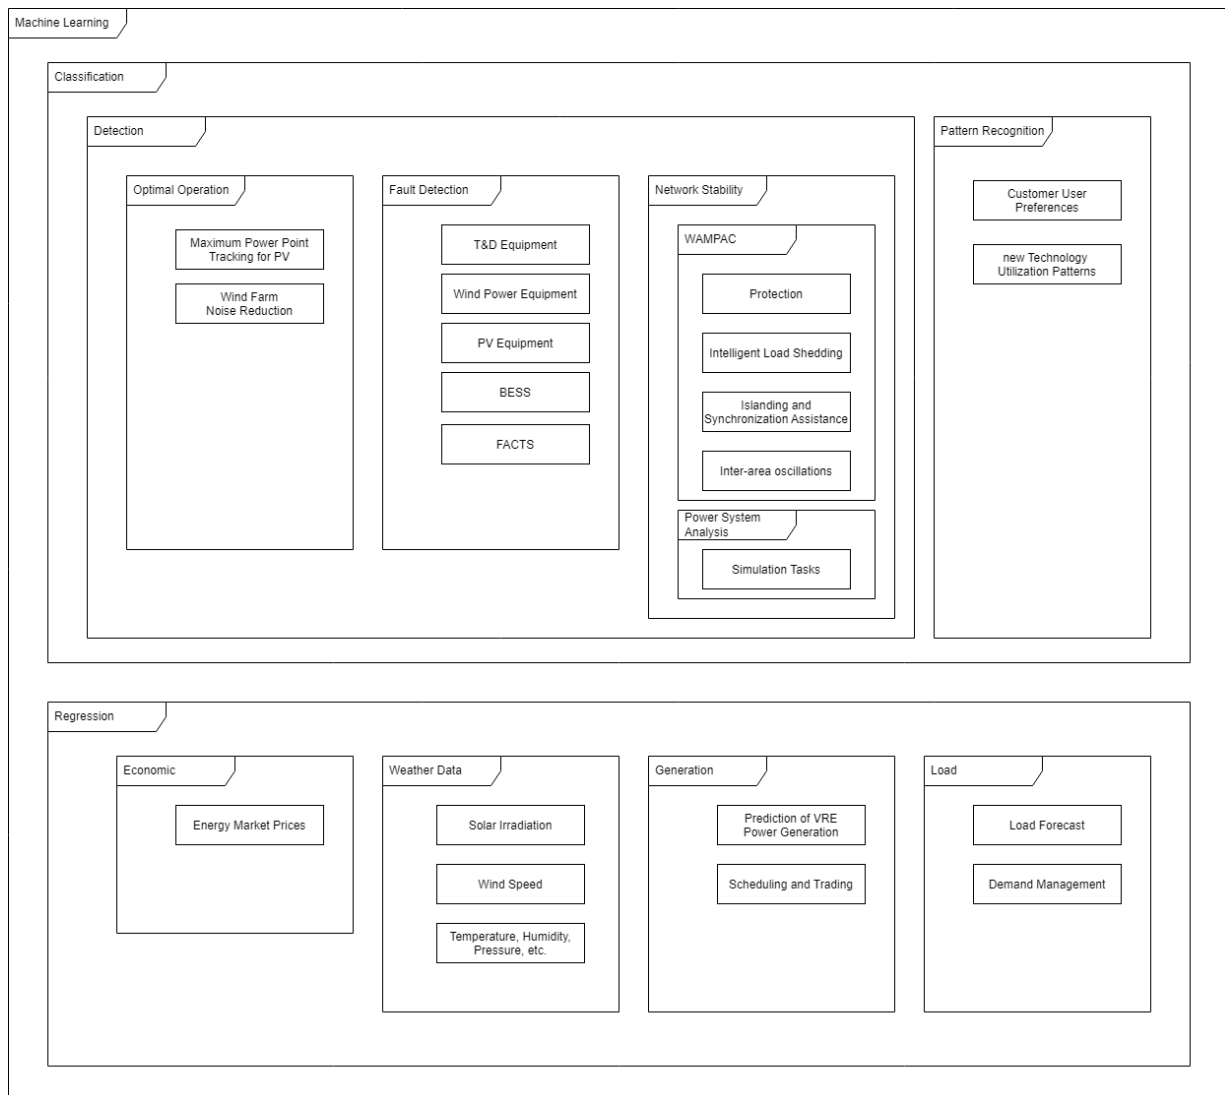 Machine Learning
Classification
Detection
Optimal Operation
Maximum Power Point
Tracking for PV
Wind Farm
Noise Reduction
Fault Detection
T&D Equipment
Wind Power Equipment
PV Equipment
BESS
FACTS
Network Stability
WAMPAC
Protection
Intelligent Load Shedding
Islanding and
Synchronization Assistance
Inter-area oscillations
Power System
Analysis
Simulation Tasks
Pattern Recognition
Customer User
Preferences
new Technology
Utilization Patterns
Regression
Economic
Energy Market Prices
Weather Data
Solar Irradiation
Wind Speed
Temperature, Humidity,
Pressure, etc.
Generation
Prediction of VRE
Power Generation
Scheduling and Trading
Load
Load Forecast
Demand Management